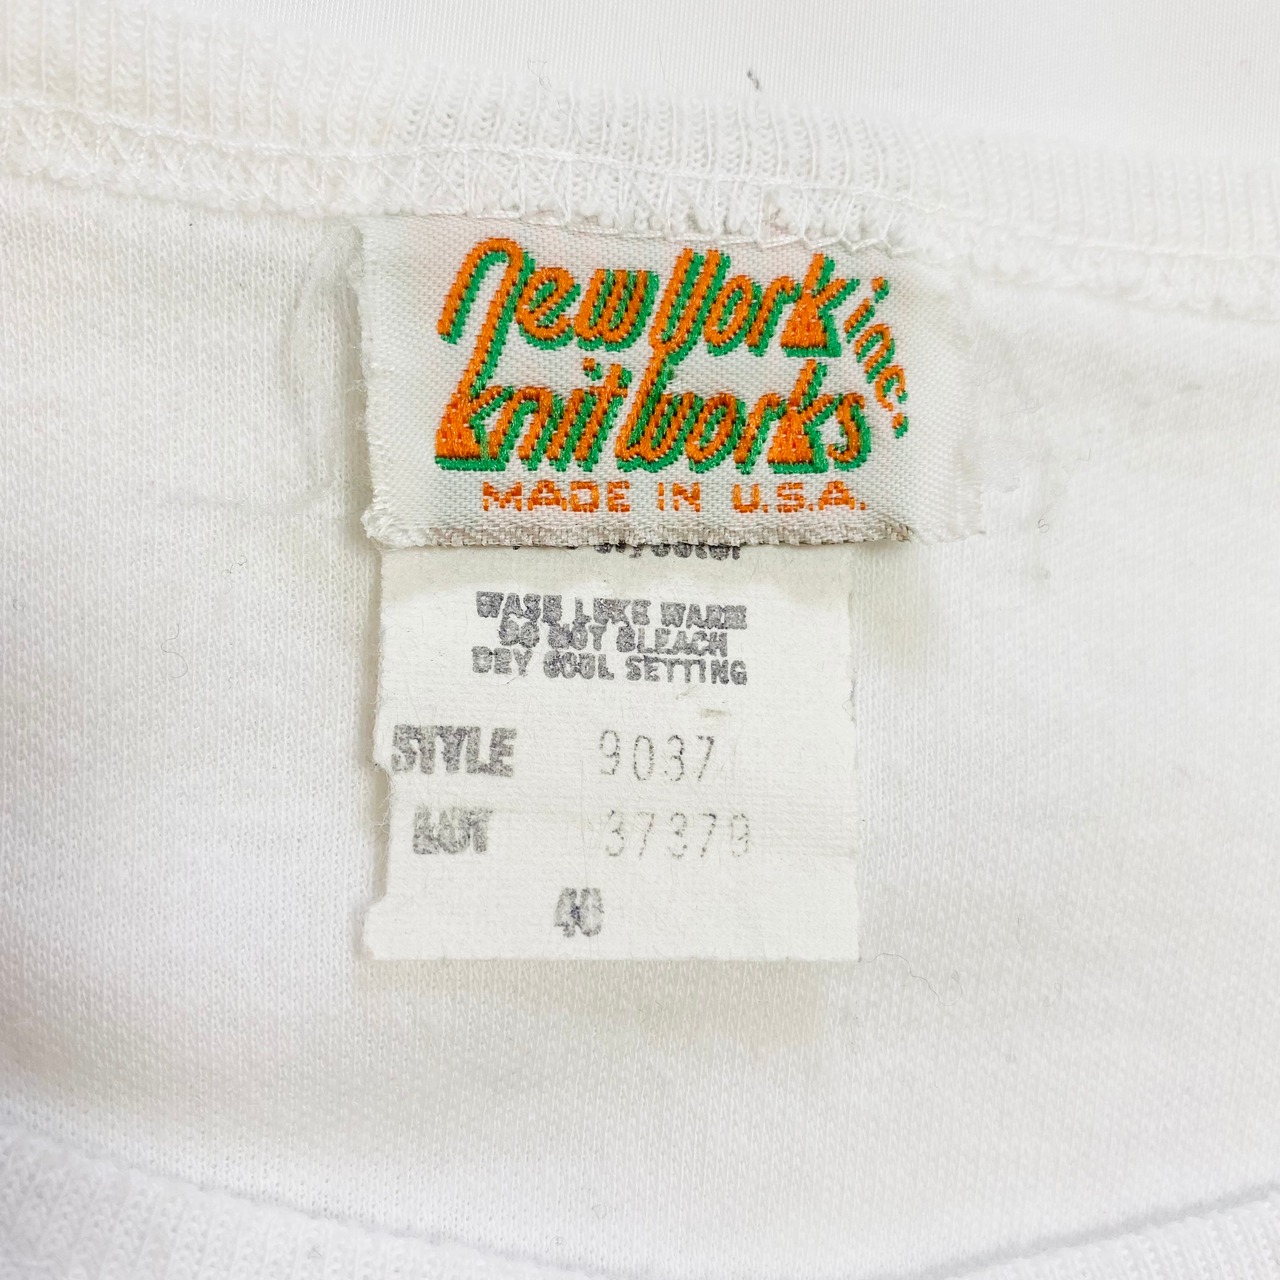 New York inc.
knit works
MADE IN U.S.A.
WASH LUKE WARM
DO NOT BLEACH
DRY COOL SETTING
STYLE 9037
LOT 37379
40